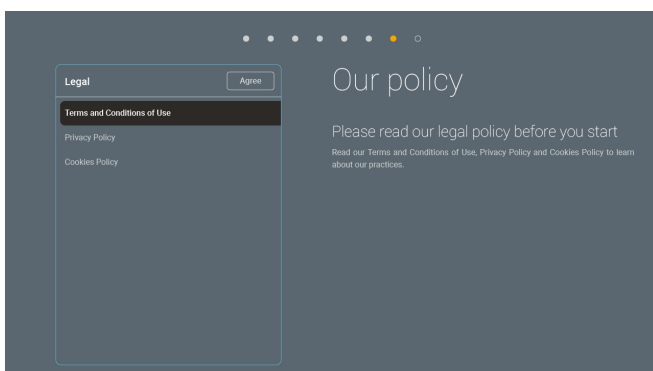 Legal
Agree
Terms and Conditions of Use
Privacy Policy
Cookies Policy
Our policy
Please read our legal policy before you start
Read our Terms and Conditions of Use, Privacy Policy and Cookies Policy to learn
about our practices.